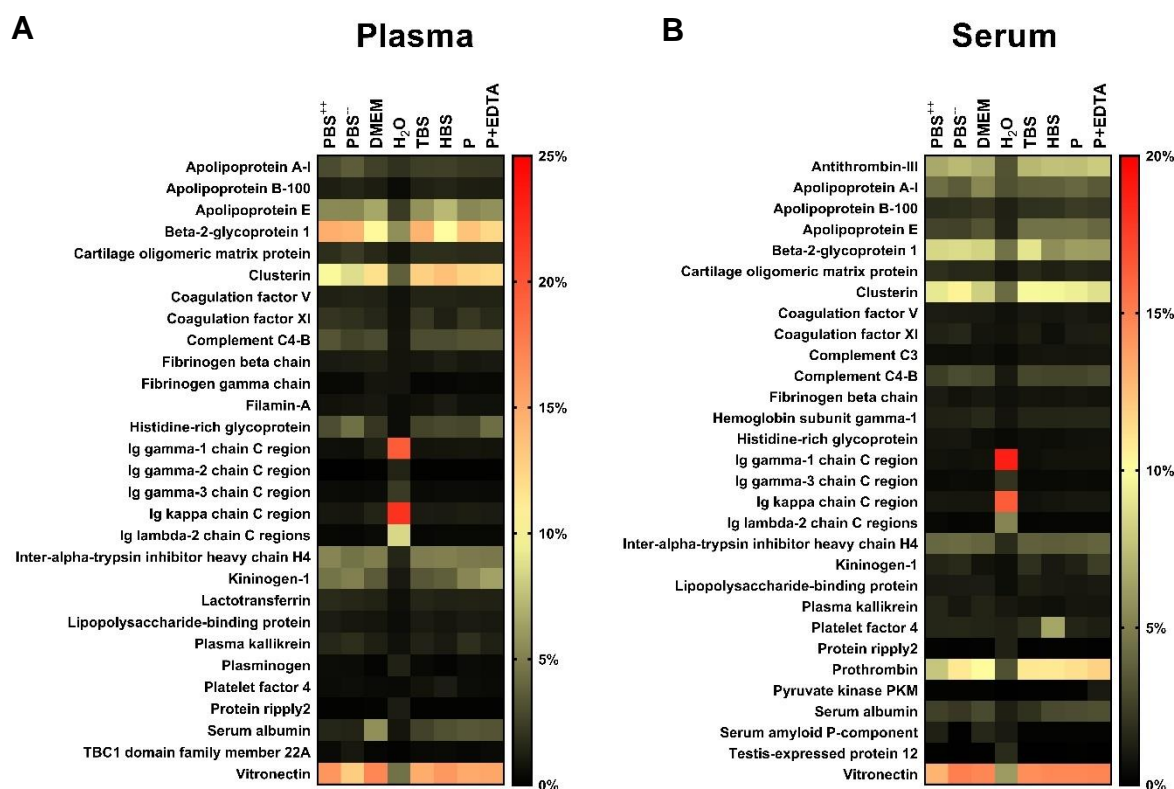 A
Plasma
PBS++
PBS--
DMEM
H2O
TBS
HBS
P
P+EDTA
Apolipoprotein A-I
Apolipoprotein B-100
Apolipoprotein E
Beta-2-glycoprotein 1
Cartilage oligomeric matrix protein
Clusterin
Coagulation factor V
Coagulation factor XI
Complement C4-B
Fibrinogen beta chain
Fibrinogen gamma chain
Filamin-A
Histidine-rich glycoprotein
Ig gamma-1 chain C region
Ig gamma-2 chain C region
Ig gamma-3 chain C region
Ig kappa chain C region
Ig lambda-2 chain C regions
Inter-alpha-trypsin inhibitor heavy chain H4
Kininogen-1
Lactotransferrin
Lipopolysaccharide-binding protein
Plasma kallikrein
Plasminogen
Platelet factor 4
Protein ripply2
Serum albumin
TBC1 domain family member 22A
Vitronectin
25%
20%
15%
10%
5%
0%
B
Serum
PBS++
PBS--
DMEM
H2O
TBS
HBS
P
P+EDTA
Antithrombin-III
Apolipoprotein A-I
Apolipoprotein B-100
Apolipoprotein E
Beta-2-glycoprotein 1
Cartilage oligomeric matrix protein
Clusterin
Coagulation factor V
Coagulation factor XI
Complement C3
Complement C4-B
Fibrinogen beta chain
Hemoglobin subunit gamma-1
Histidine-rich glycoprotein
Ig gamma-1 chain C region
Ig gamma-3 chain C region
Ig kappa chain C region
Ig lambda-2 chain C regions
Inter-alpha-trypsin inhibitor heavy chain H4
Kininogen-1
Lipopolysaccharide-binding protein
Plasma kallikrein
Platelet factor 4
Protein ripply2
Prothrombin
Pyruvate kinase PKM
Serum albumin
Serum amyloid P-component
Testis-expressed protein 12
Vitronectin
20%
15%
10%
5%
0%